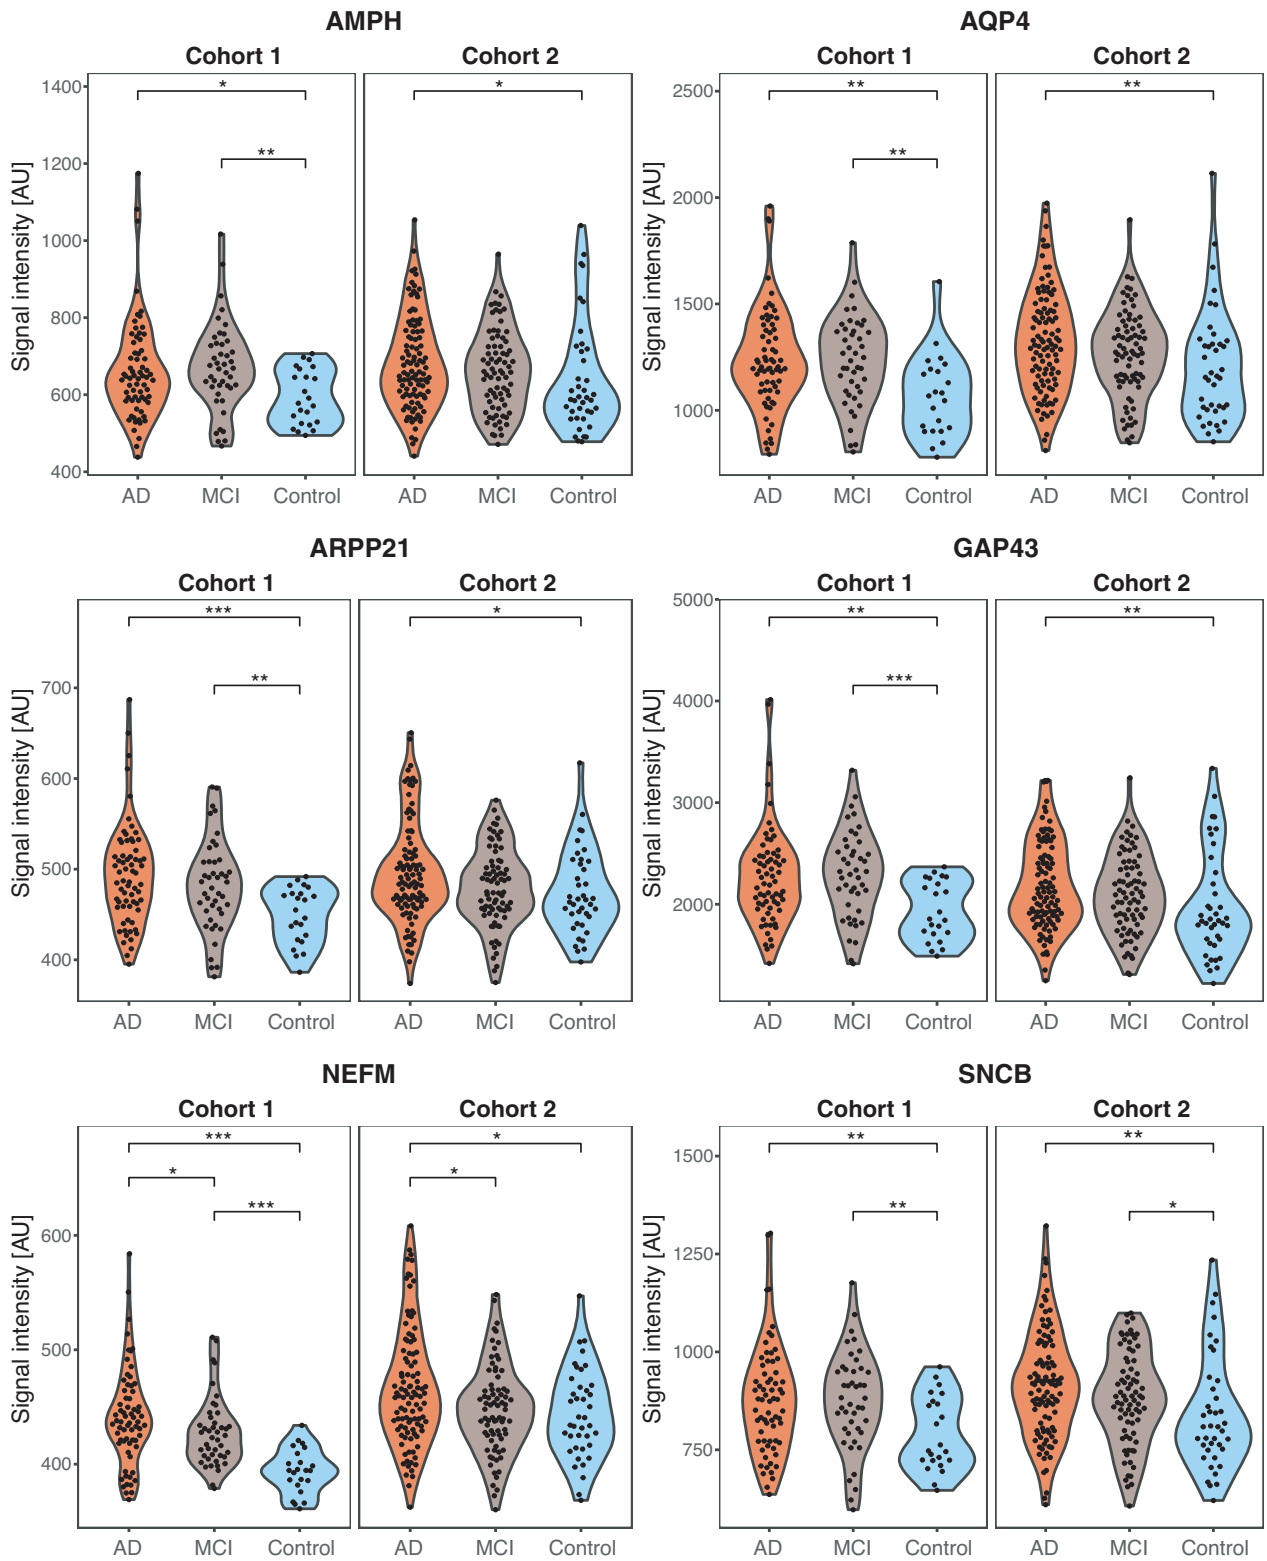 AMPH
Cohort 1
Cohort 2
Signal intensity [AU]
1400
1200
1000
800
600
400
*
**
*
AD
MCI
Control
AD
MCI
Control
AQP4
Cohort 1
Cohort 2
Signal intensity [AU]
2500
2000
1500
1000
**
**
**
AD
MCI
Control
AD
MCI
Control
ARPP21
Cohort 1
Cohort 2
Signal intensity [AU]
700
600
500
400
***
**
*
AD
MCI
Control
AD
MCI
Control
GAP43
Cohort 1
Cohort 2
Signal intensity [AU]
5000
4000
3000
2000
**
***
**
AD
MCI
Control
AD
MCI
Control
NEFM
Cohort 1
Cohort 2
Signal intensity [AU]
600
500
400
***
*
***
*
*
AD
MCI
Control
AD
MCI
Control
SNCB
Cohort 1
Cohort 2
Signal intensity [AU]
1500
1250
1000
750
**
**
**
*
AD
MCI
Control
AD
MCI
Control